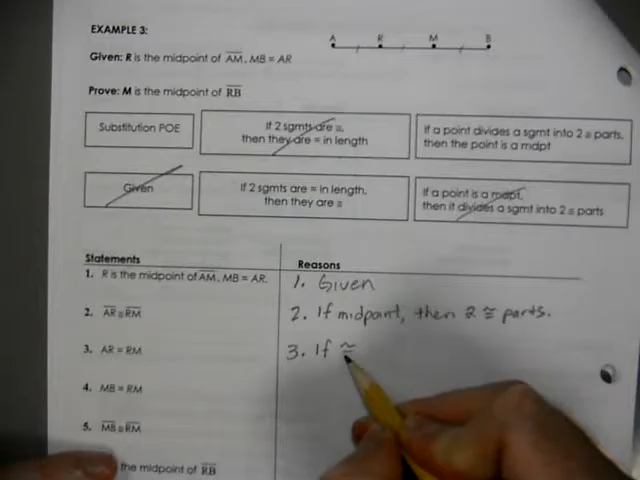 EXAMPLE 3:
A R M B
Given: R is the midpoint of AM, MB = AR
Prove: M is the midpoint of RB
Substitution POE
If 2 sgmts are ≅, then they are = in length
If a point divides a sgmt into 2 ≅ parts, then the point is a mdpt
Given
If 2 sgmts are = in length, then they are ≅
If a point is a mdpt, then it divides a sgmt into 2 ≅ parts
Statements Reasons
1. R is the midpoint of AM, MB = AR. 1. Given
2. AR ≅ RM 2. If midpoint, then 2 ≅ parts.
3. AR = RM 3. If ≅
4. MB = RM
5. MB ≅ RM
the midpoint of RB